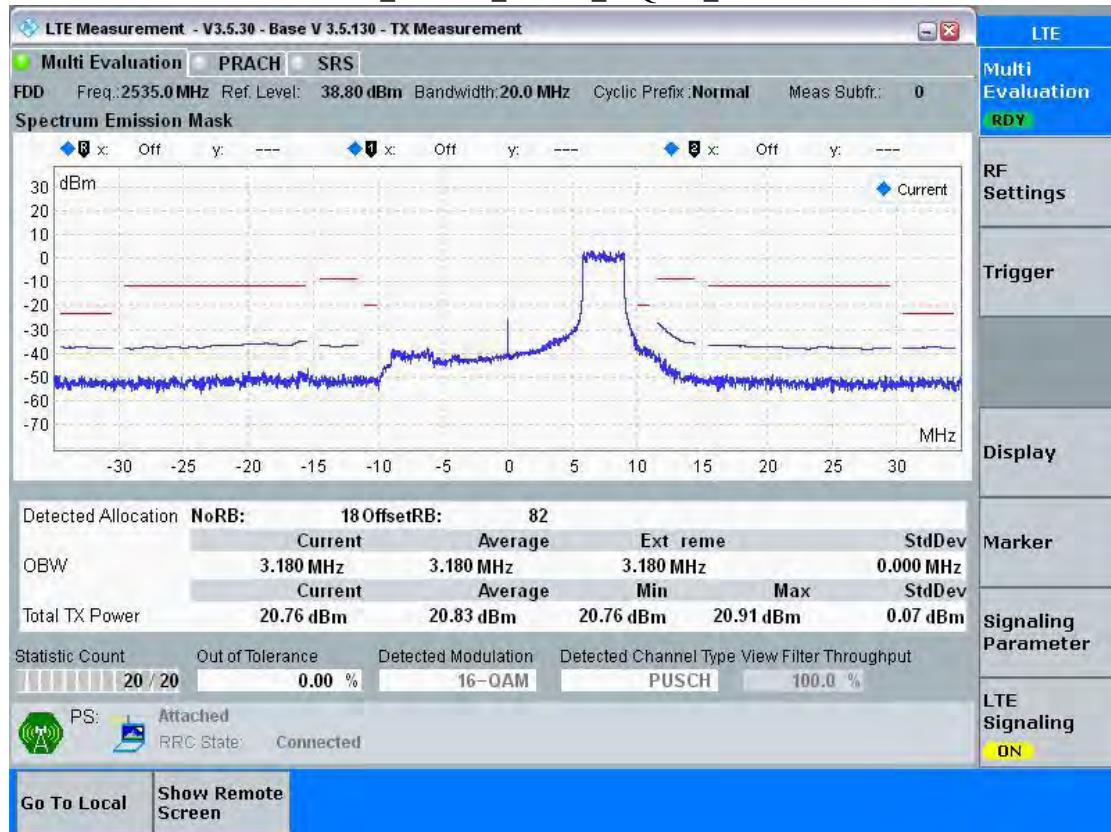 LTE Measurement - V3.5.30 - Base V 3.5.130 - TX Measurement
LTE
Multi Evaluation PRACH SRS
Multi Evaluation
RDY
FDD Freq.:2535.0 MHz Ref. Level: 38.80 dBm Bandwidth:20.0 MHz Cyclic Prefix :Normal Meas Subfr.: 0
Spectrum Emission Mask
R x: Off y: --- 1 x: Off y: --- 2 x: Off y: ---
dBm
Current
30
20
10
0
-10
-20
-30
-40
-50
-60
-70
MHz
-30 -25 -20 -15 -10 -5 0 5 10 15 20 25 30
RF Settings
Trigger
Display
Marker
Signaling Parameter
LTE Signaling
ON
Detected Allocation NoRB: 18 OffsetRB: 82
Current Average Ext reme StdDev
OBW 3.180 MHz 3.180 MHz 3.180 MHz 0.000 MHz
Current Average Min Max StdDev
Total TX Power 20.76 dBm 20.83 dBm 20.76 dBm 20.91 dBm 0.07 dBm
Statistic Count Out of Tolerance Detected Modulation Detected Channel Type View Filter Throughput
20 / 20 0.00 % 16-QAM PUSCH 100.0 %
PS: Attached
RRC State: Connected
Go To Local
Show Remote Screen